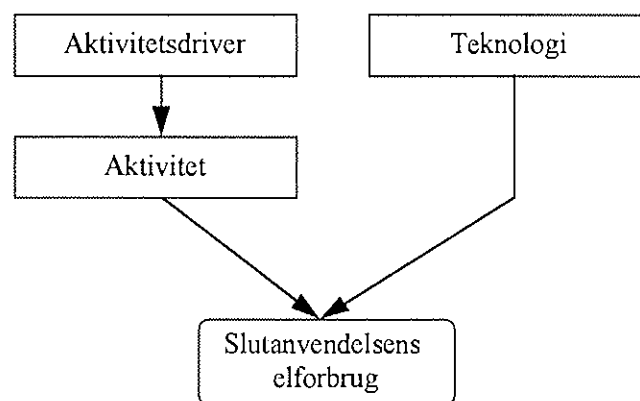 Aktivitetsdriver
Teknologi
Aktivitet
Slutanvendelsens
elforbrug